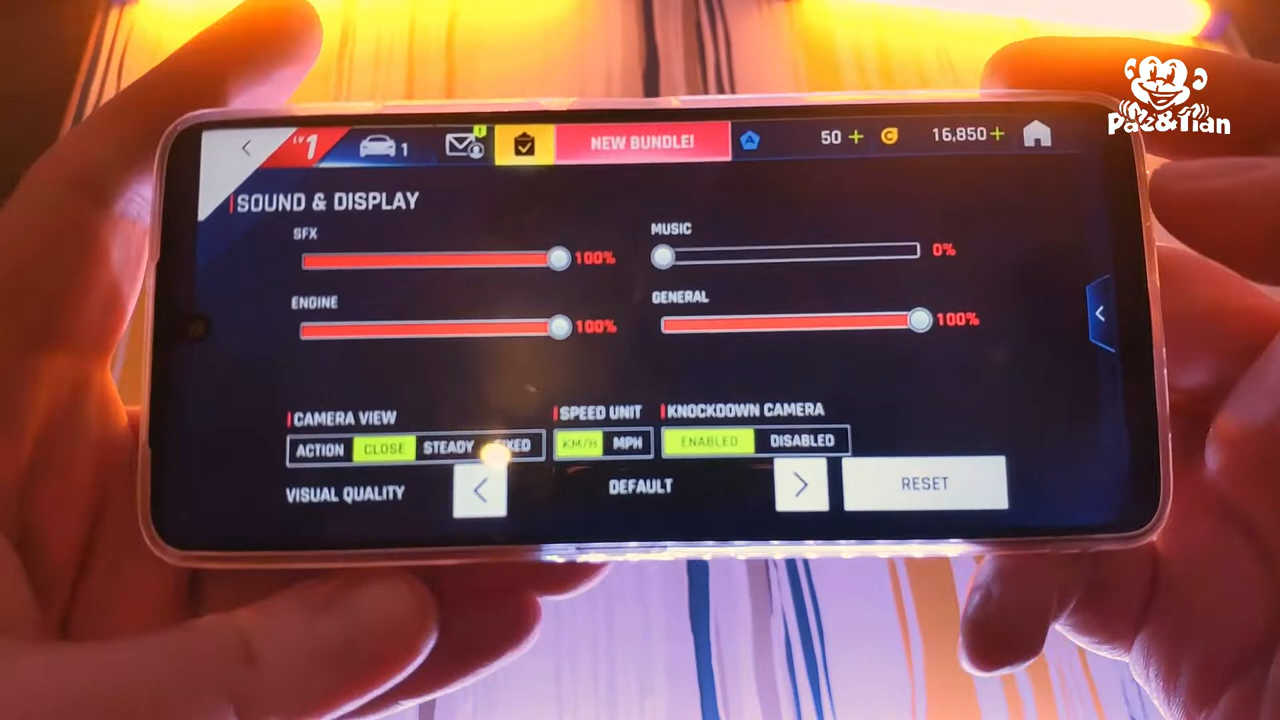 Pae&Tian
LV 1
1
NEW BUNDLE!
50
16,850
SOUND & DISPLAY
SFX
100%
MUSIC
0%
ENGINE
100%
GENERAL
100%
CAMERA VIEW
SPEED UNIT
KNOCKDOWN CAMERA
ACTION CLOSE STEADY FIXED
KM/H MPH
ENABLED DISABLED
VISUAL QUALITY
DEFAULT
RESET